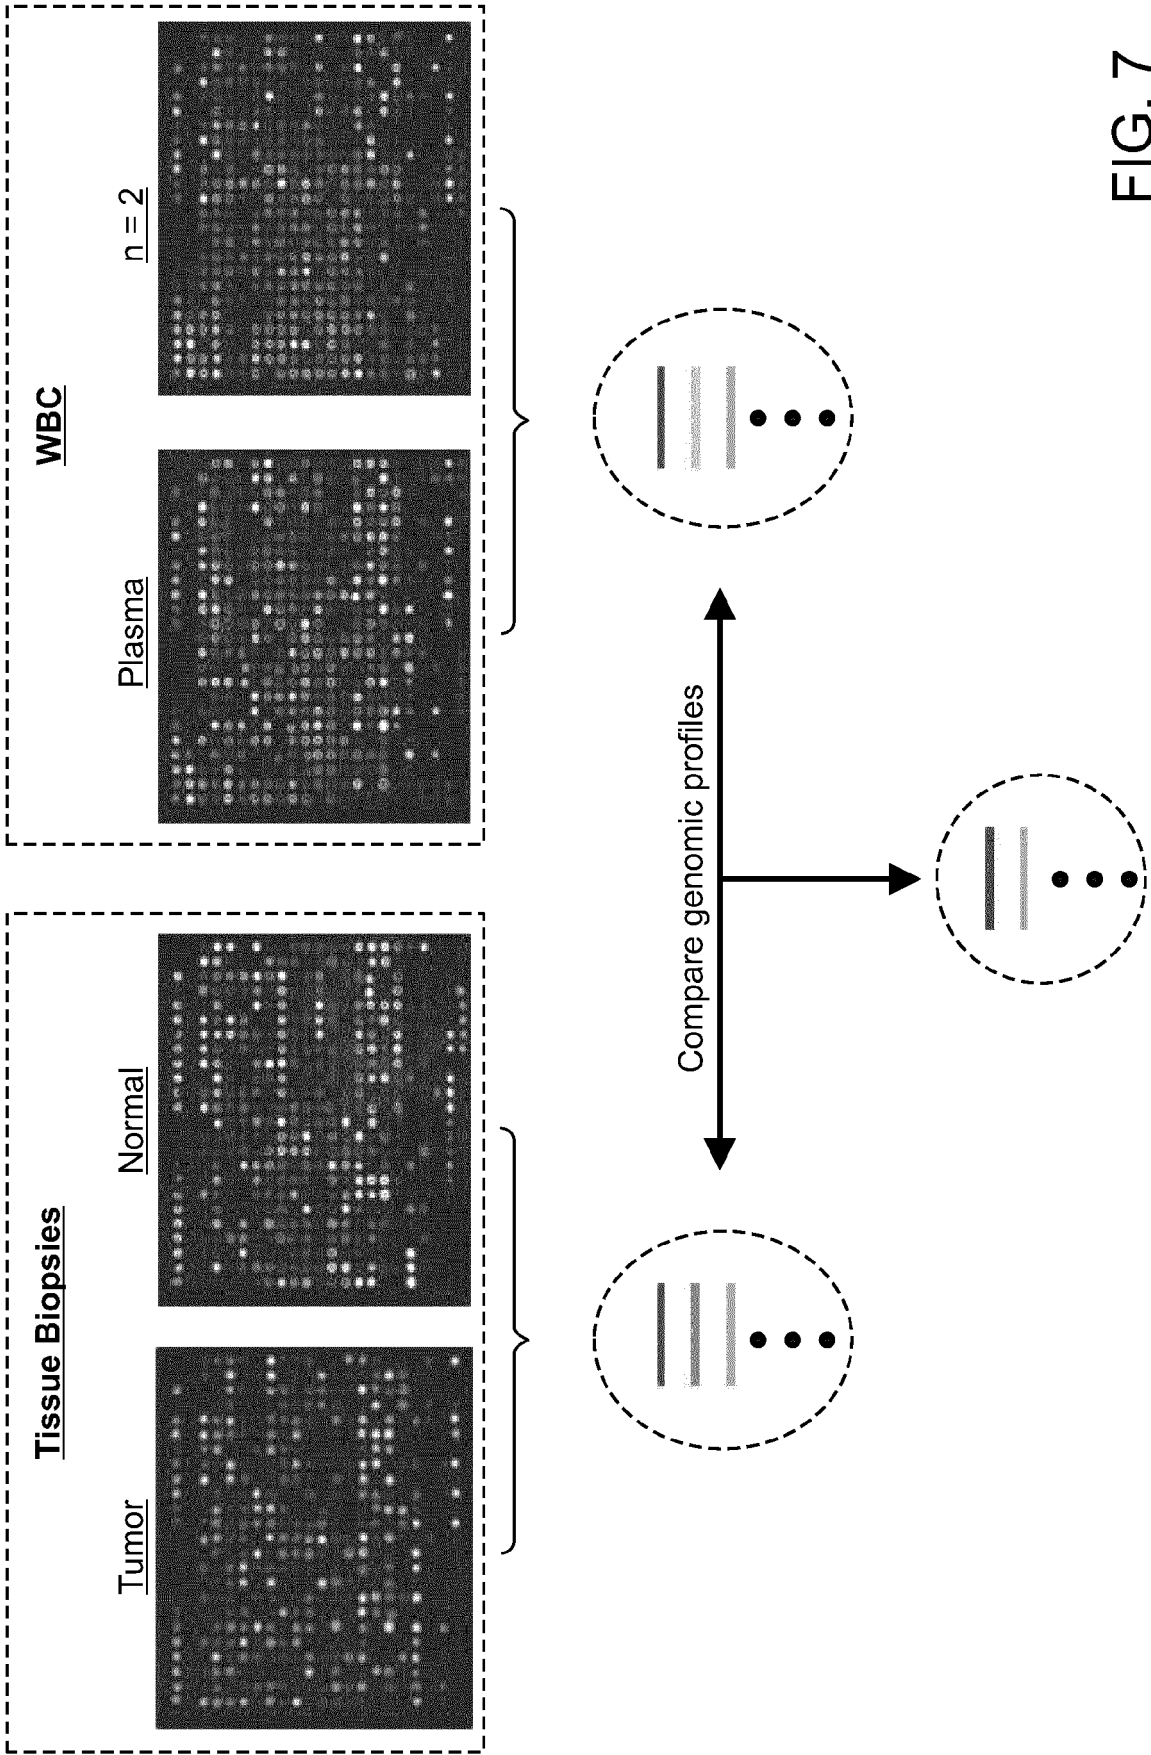 Tissue Biopsies
Tumor
Normal
WBC
Plasma
n = 2
Compare genomic profiles
FIG. 7